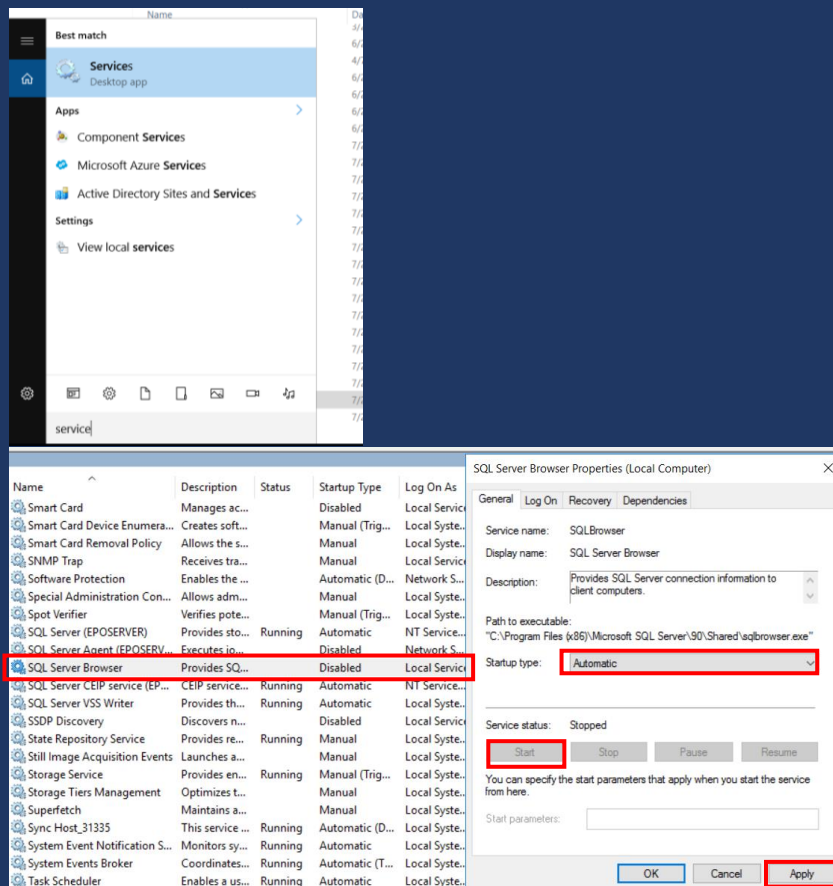 Name
Da
Best match
Services
Desktop app
Apps
Component Services
Microsoft Azure Services
Active Directory Sites and Services
Settings
View local services
service
Name Description Status Startup Type Log On As
Smart Card Manages ac... Disabled Local Service
Smart Card Device Enumera... Creates soft... Manual (Trig... Local Syste...
Smart Card Removal Policy Allows the s... Manual Local Syste...
SNMP Trap Receives tra... Manual Local Service
Software Protection Enables the ... Automatic (D... Network S...
Special Administration Con... Allows adm... Manual Local Syste...
Spot Verifier Verifies pote... Manual (Trig... Local Syste...
SQL Server (EPOSERVER) Provides sto... Running Automatic NT Service...
SQL Server Agent (EPOSERV... Executes jo... Disabled Network S...
SQL Server Browser Provides SQ... Disabled Local Service
SQL Server CEIP service (EP... CEIP service... Running Automatic NT Service...
SQL Server VSS Writer Provides th... Running Automatic Local Syste...
SSDP Discovery Discovers n... Disabled Local Service
State Repository Service Provides re... Running Manual Local Syste...
Still Image Acquisition Events Launches a... Manual Local Syste...
Storage Service Provides en... Running Manual (Trig... Local Syste...
Storage Tiers Management Optimizes t... Manual Local Syste...
Superfetch Maintains a... Manual Local Syste...
Sync Host_31335 This service ... Running Automatic (D... Local Syste...
System Event Notification S... Monitors sy... Running Automatic Local Syste...
System Events Broker Coordinates... Running Automatic (T... Local Syste...
Task Scheduler Enables a us... Running Automatic Local Syste...
SQL Server Browser Properties (Local Computer)
General Log On Recovery Dependencies
Service name: SQLBrowser
Display name: SQL Server Browser
Description: Provides SQL Server connection information to
client computers.
Path to executable:
"C:\Program Files (x86)\Microsoft SQL Server\90\Shared\sqlbrowser.exe"
Startup type: Automatic
Service status: Stopped
Start Stop Pause Resume
You can specify the start parameters that apply when you start the service
from here.
Start parameters:
OK Cancel Apply